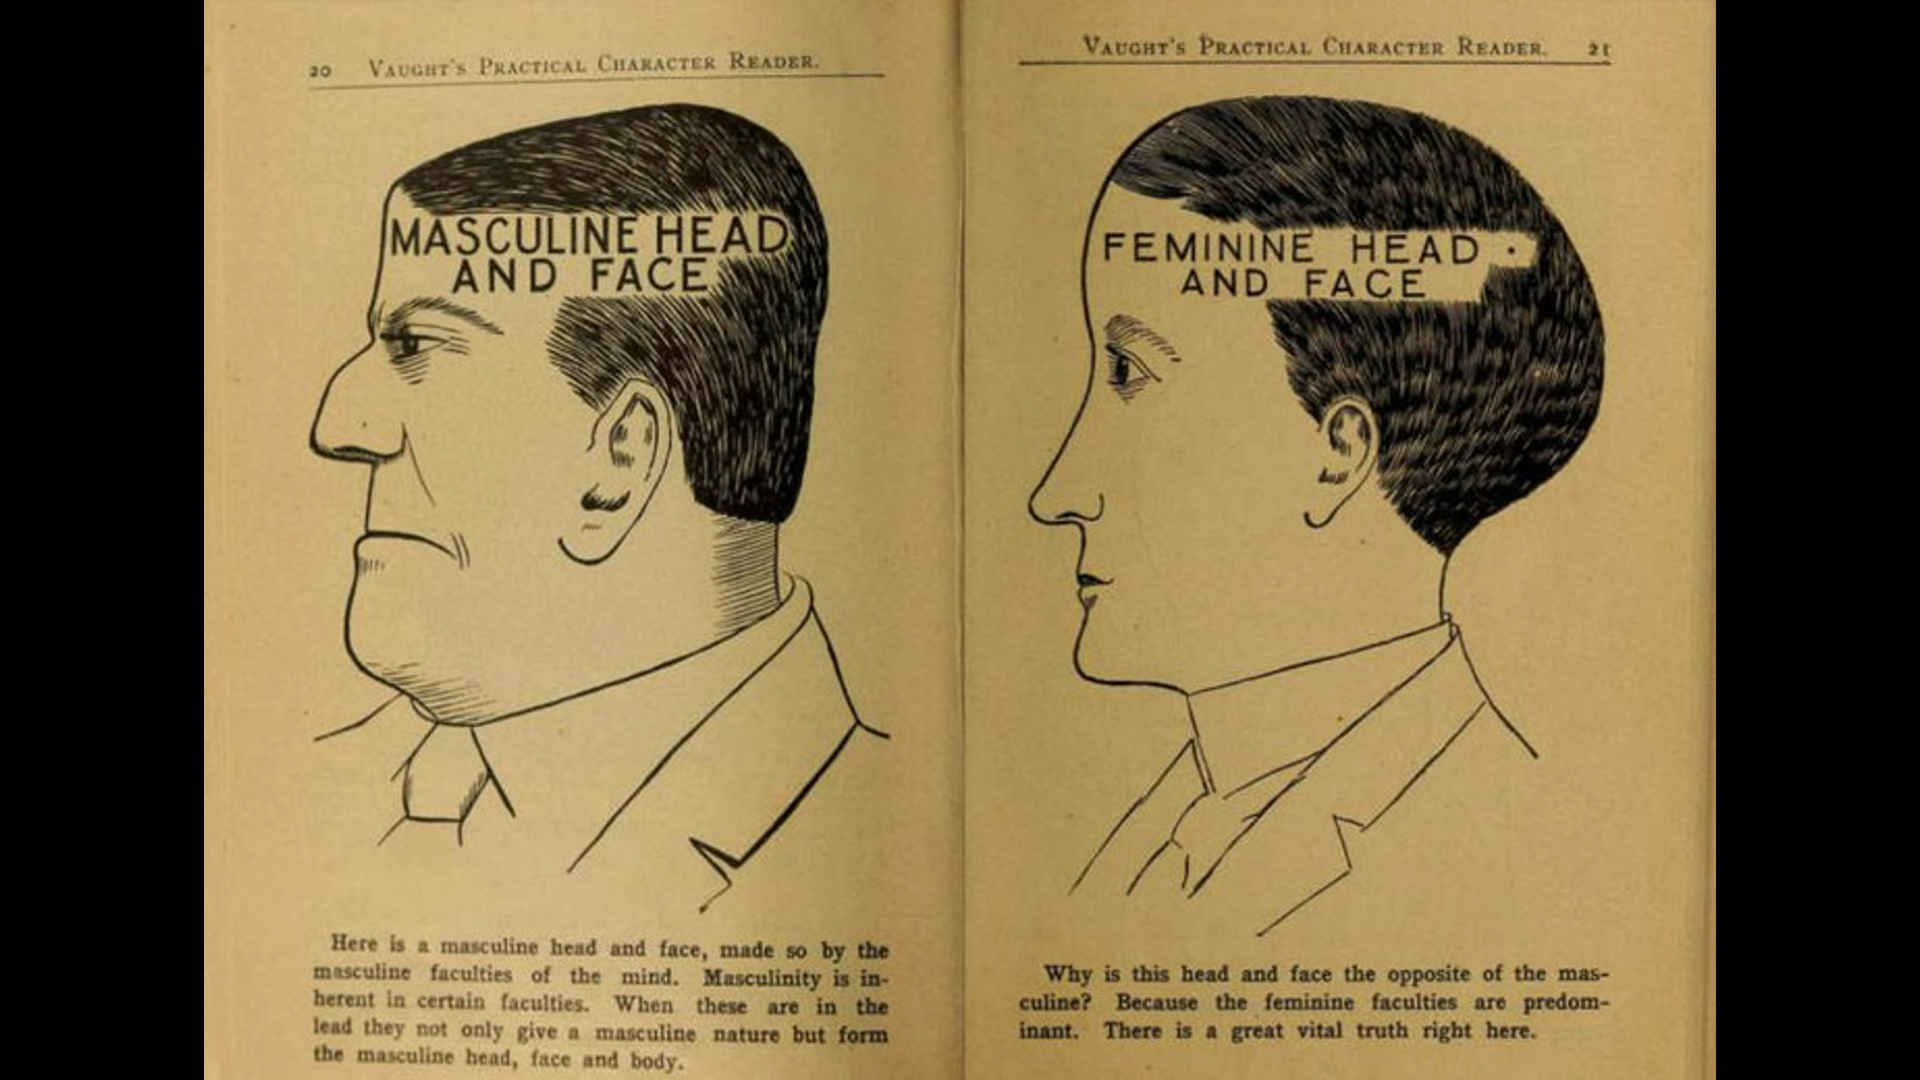 20 VAUGHT'S PRACTICAL CHARACTER READER.
MASCULINE HEAD
AND FACE
Here is a masculine head and face, made so by the
masculine faculties of the mind. Masculinity is in-
herent in certain faculties. When these are in the
lead they not only give a masculine nature but form
the masculine head, face and body.
VAUGHT'S PRACTICAL CHARACTER READER. 21
FEMININE HEAD
AND FACE
Why is this head and face the opposite of the mas-
culine? Because the feminine faculties are predom-
inant. There is a great vital truth right here.